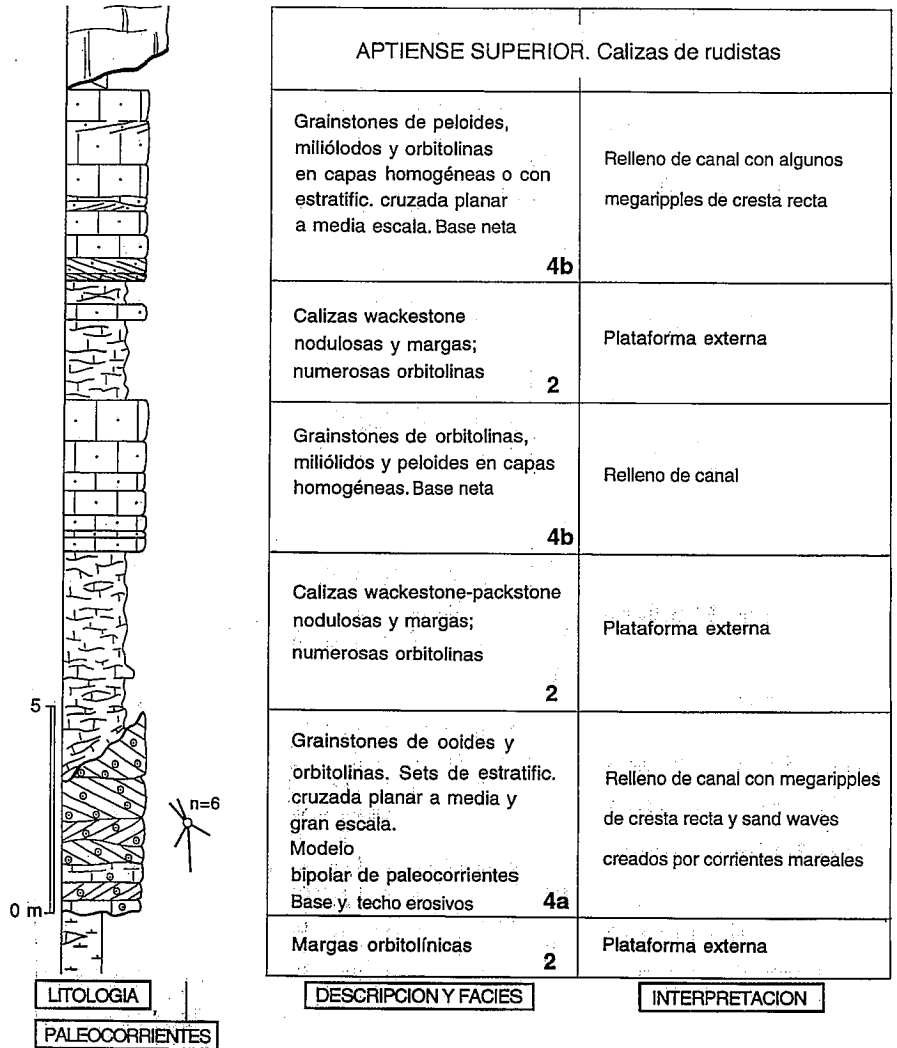 APTIENSE SUPERIOR. Calizas de rudistas
Grainstones de peloides,
miliólodos y orbitolinas
en capas homogéneas o con
estratific. cruzada planar
a media escala. Base neta
4b
Relleno de canal con algunos
megaripples de cresta recta
Calizas wackestone
nodulosas y margas;
numerosas orbitolinas
2
Plataforma externa
Grainstones de orbitolinas,
miliólidos y peloides en capas
homogéneas. Base neta
4b
Relleno de canal
Calizas wackestone-packstone
nodulosas y margas;
numerosas orbitolinas
2
Plataforma externa
5
n=6
0 m
Grainstones de ooides y
orbitolinas. Sets de estratific.
cruzada planar a media y
gran escala.
Modelo
bipolar de paleocorrientes
Base y techo erosivos
4a
Relleno de canal con megaripples
de cresta recta y sand waves
creados por corrientes mareales
Margas orbitolínicas
2
Plataforma externa
LITOLOGIA
DESCRIPCION Y FACIES
INTERPRETACION
PALEOCORRIENTES